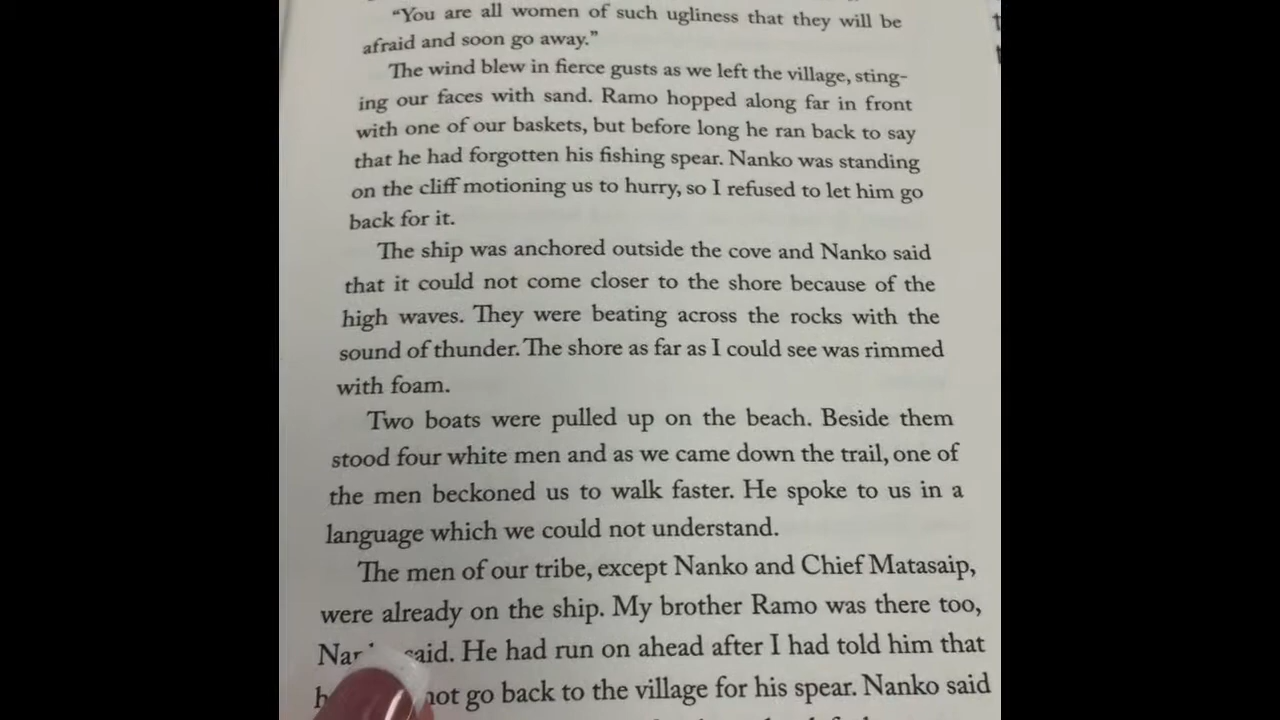 “You are all women of such ugliness that they will be
afraid and soon go away.”
The wind blew in fierce gusts as we left the village, sting-
ing our faces with sand. Ramo hopped along far in front
with one of our baskets, but before long he ran back to say
that he had forgotten his fishing spear. Nanko was standing
on the cliff motioning us to hurry, so I refused to let him go
back for it.
The ship was anchored outside the cove and Nanko said
that it could not come closer to the shore because of the
high waves. They were beating across the rocks with the
sound of thunder. The shore as far as I could see was rimmed
with foam.
Two boats were pulled up on the beach. Beside them
stood four white men and as we came down the trail, one of
the men beckoned us to walk faster. He spoke to us in a
language which we could not understand.
The men of our tribe, except Nanko and Chief Matasaip,
were already on the ship. My brother Ramo was there too,
said. He had run on ahead after I had told him that
not go back to the village for his spear. Nanko said